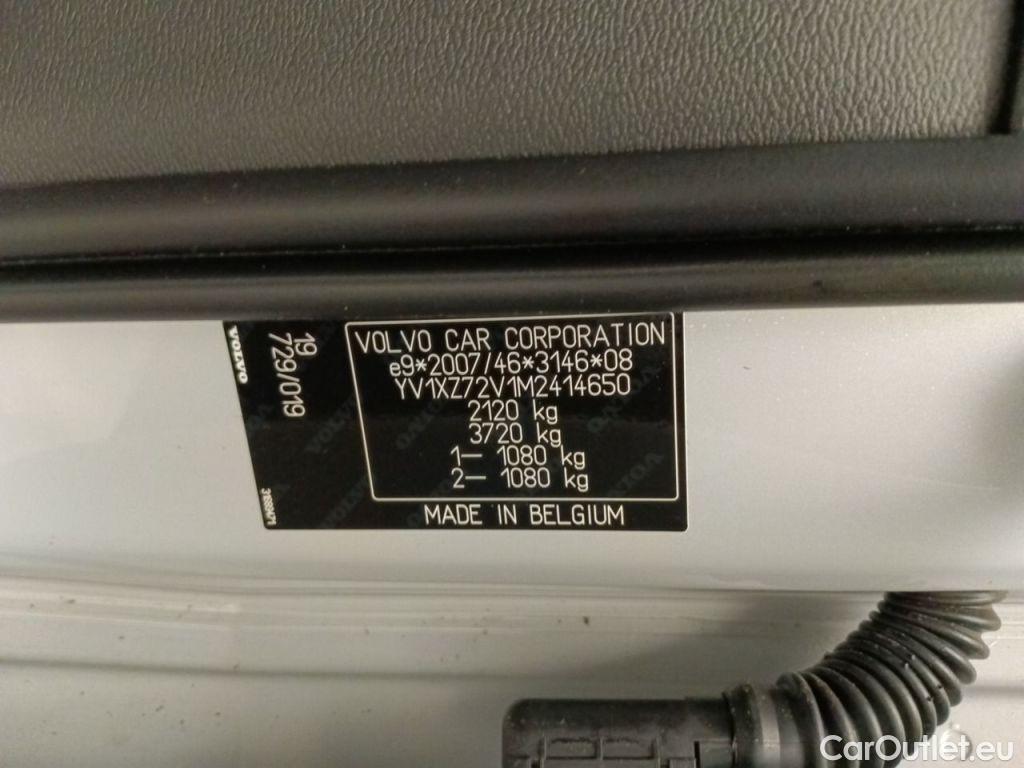 VOLVO
19
729/019
VOLVO CAR CORPORATION
e9*2007/46*3146*08
YV1XZ72V1M2414650
2120 kg
3720 kg
1– 1080 kg
2– 1080 kg
MADE IN BELGIUM
CarOutlet.eu